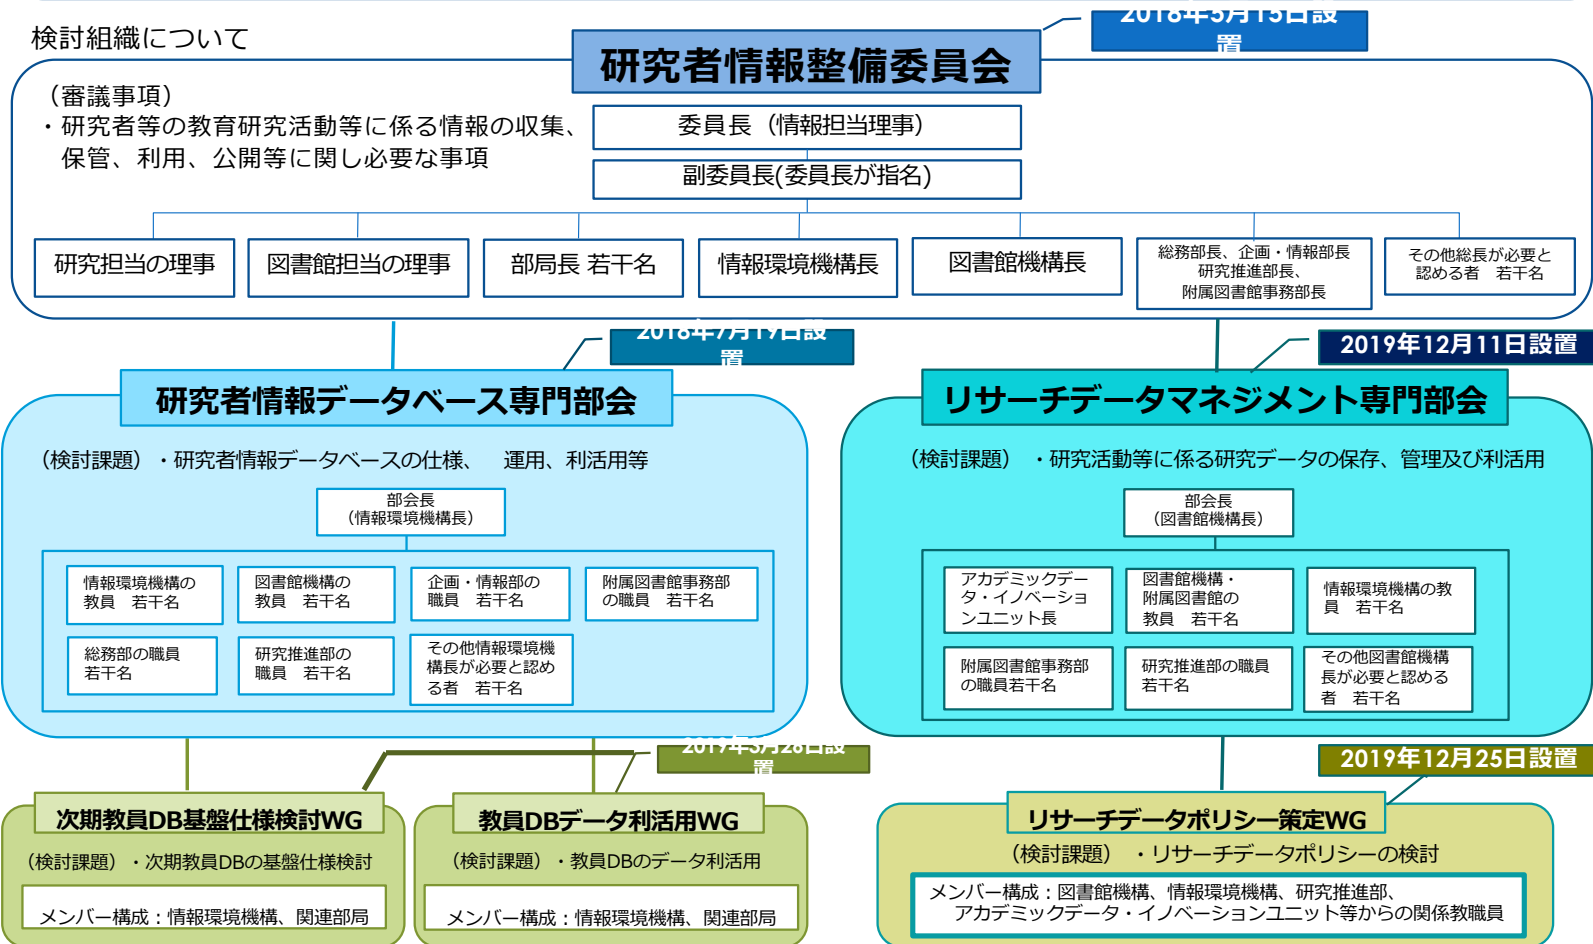 2018年5月15日設
置
検討組織について
研究者情報整備委員会
（審議事項）
・研究者等の教育研究活動等に係る情報の収集、
保管、利用、公開等に関し必要な事項
委員長（情報担当理事）
副委員長(委員長が指名)
研究担当の理事
図書館担当の理事
部局長 若干名
情報環境機構長
図書館機構長
総務部長、企画・情報部長
研究推進部長、
附属図書館事務部長
その他総長が必要と
認める者　若干名
2018年7月19日設
置
2019年12月11日設置
研究者情報データベース専門部会
（検討課題）・研究者情報データベースの仕様、　運用、利活用等
部会長
（情報環境機構長）
情報環境機構の
教員　若干名
図書館機構の
教員　若干名
企画・情報部の
職員　若干名
附属図書館事務部
の職員　若干名
総務部の職員
若干名
研究推進部の
職員　若干名
その他情報環境機
構長が必要と認め
る者　若干名
リサーチデータマネジメント専門部会
（検討課題）　・研究活動等に係る研究データの保存、管理及び利活用
部会長
（図書館機構長）
アカデミックデー
タ・イノベーショ
ンユニット長
図書館機構・
附属図書館の
教員　若干名
情報環境機構の教
員　若干名
附属図書館事務部
の職員若干名
研究推進部の職員
若干名
その他図書館機構
長が必要と認める
者　若干名
2019年3月28日設
置
2019年12月25日設置
次期教員DB基盤仕様検討WG
（検討課題）・次期教員DBの基盤仕様検討
メンバー構成：情報環境機構、関連部局
教員DBデータ利活用WG
（検討課題）・教員DBのデータ利活用
メンバー構成：情報環境機構、関連部局
リサーチデータポリシー策定WG
（検討課題）　・リサーチデータポリシーの検討
メンバー構成：図書館機構、情報環境機構、研究推進部、
アカデミックデータ・イノベーションユニット等からの関係教職員